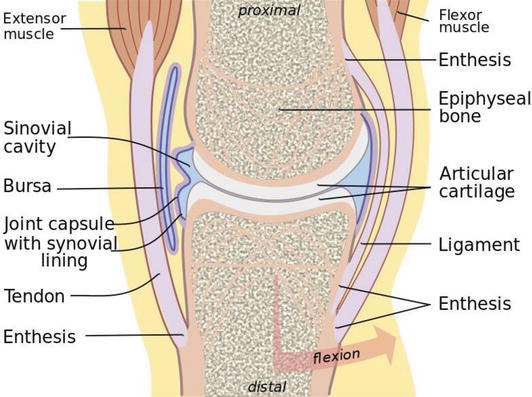 proximal
Extensor
muscle
Flexor
muscle
Enthesis
Epiphyseal
bone
Sinovial
cavity
Articular
cartilage
Bursa
Joint capsule
with synovial
lining
Ligament
Tendon
Enthesis
Enthesis
flexion
distal